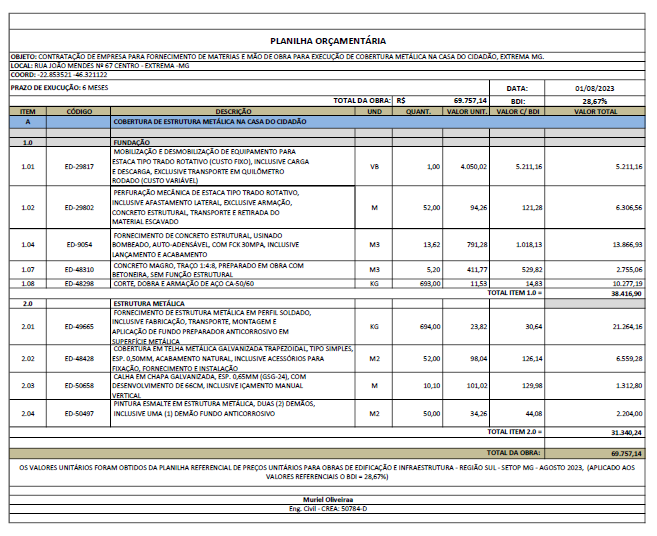 PLANILHA ORÇAMENTÁRIA
OBJETO: CONTRATAÇÃO DE EMPRESA PARA FORNECIMENTO DE MATERIAS E MÃO DE OBRA PARA EXECUÇÃO DE COBERTURA METÁLICA NA CASA DO CIDADÃO, EXTREMA MG.
LOCAL: RUA JOÃO MENDES Nº 67 CENTRO - EXTREMA -MG
COORD: -22.853521 -46.321122
PRAZO DE EXUCUÇÃO: 6 MESES DATA: 01/08/2023
TOTAL DA OBRA: R$ 69.757,14 BDI: 28,67%
ITEM CÓDIGO DESCRIÇÃO UND QUANT. VALOR UNIT. VALOR C/ BDI VALOR TOTAL
A COBERTURA DE ESTRUTURA METÁLICA NA CASA DO CIDADÃO
1.0 FUNDAÇÃO
MOBILIZAÇÃO E DESMOBILIZAÇÃO DE EQUIPAMENTO PARA
ESTACA TIPO TRADO ROTATIVO (CUSTO FIXO), INCLUSIVE CARGA
1.01 ED-29817 E DESCARGA, EXCLUSIVE TRANSPORTE EM QUILÔMETRO VB 1,00 4.050,02 5.211,16 5.211,16
RODADO (CUSTO VARIÁVEL)
PERFURAÇÃO MECÂNICA DE ESTACA TIPO TRADO ROTATIVO,
INCLUSIVE AFASTAMENTO LATERAL, EXCLUSIVE ARMAÇÃO,
1.02 ED-29802 CONCRETO ESTRUTURAL, TRANSPORTE E RETIRADA DO M 52,00 94,26 121,28 6.306,56
MATERIAL ESCAVADO
FORNECIMENTO DE CONCRETO ESTRUTURAL, USINADO
1.04 ED-9054 BOMBEADO, AUTO-ADENSÁVEL, COM FCK 30MPA, INCLUSIVE M3 13,62 791,28 1.018,13 13.866,93
LANÇAMENTO E ACABAMENTO
1.07 ED-48310 CONCRETO MAGRO, TRAÇO 1:4:8, PREPARADO EM OBRA COM M3 5,20 411,77 529,82 2.755,06
BETONEIRA, SEM FUNÇÃO ESTRUTURAL
1.08 ED-48298 CORTE, DOBRA E ARMAÇÃO DE AÇO CA-50/60 KG 693,00 11,53 14,83 10.277,19
TOTAL ITEM 1.0 = 38.416,90
2.0 ESTRUTURA METÁLICA
FORNECIMENTO DE ESTRUTURA METÁLICA EM PERFIL SOLDADO,
INCLUSIVE FABRICAÇÃO, TRANSPORTE, MONTAGEM E
2.01 ED-49665 APLICAÇÃO DE FUNDO PREPARADOR ANTICORROSIVO EM KG 694,00 23,82 30,64 21.264,16
SUPERFÍCIE METÁLICA
COBERTURA EM TELHA METÁLICA GALVANIZADA TRAPEZOIDAL, TIPO SIMPLES,
2.02 ED-48428 ESP. 0,50MM, ACABAMENTO NATURAL, INCLUSIVE ACESSÓRIOS PARA M2 52,00 98,04 126,14 6.559,28
FIXAÇÃO, FORNECIMENTO E INSTALAÇÃO
CALHA EM CHAPA GALVANIZADA, ESP. 0,65MM (GSG-24), COM
2.03 ED-50658 DESENVOLVIMENTO DE 66CM, INCLUSIVE IÇAMENTO MANUAL M 10,10 101,02 129,98 1.312,80
VERTICAL
PINTURA ESMALTE EM ESTRUTURA METÁLICA, DUAS (2) DEMÃOS,
2.04 ED-50497 INCLUSIVE UMA (1) DEMÃO FUNDO ANTICORROSIVO M2 50,00 34,26 44,08 2.204,00
TOTAL ITEM 2.0 = 31.340,24
TOTAL DA OBRA: 69.757,14
OS VALORES UNITÁRIOS FORAM OBTIDOS DA PLANILHA REFERENCIAL DE PREÇOS UNITÁRIOS PARA OBRAS DE EDIFICAÇÃO E INFRAESTRUTURA - REGIÃO SUL - SETOP MG - AGOSTO 2023, (APLICADO AOS
VALORES REFERENCIAIS O BDI = 28,67%)
Muriel Oliveiraa
Eng. Civil - CREA: 50784-D